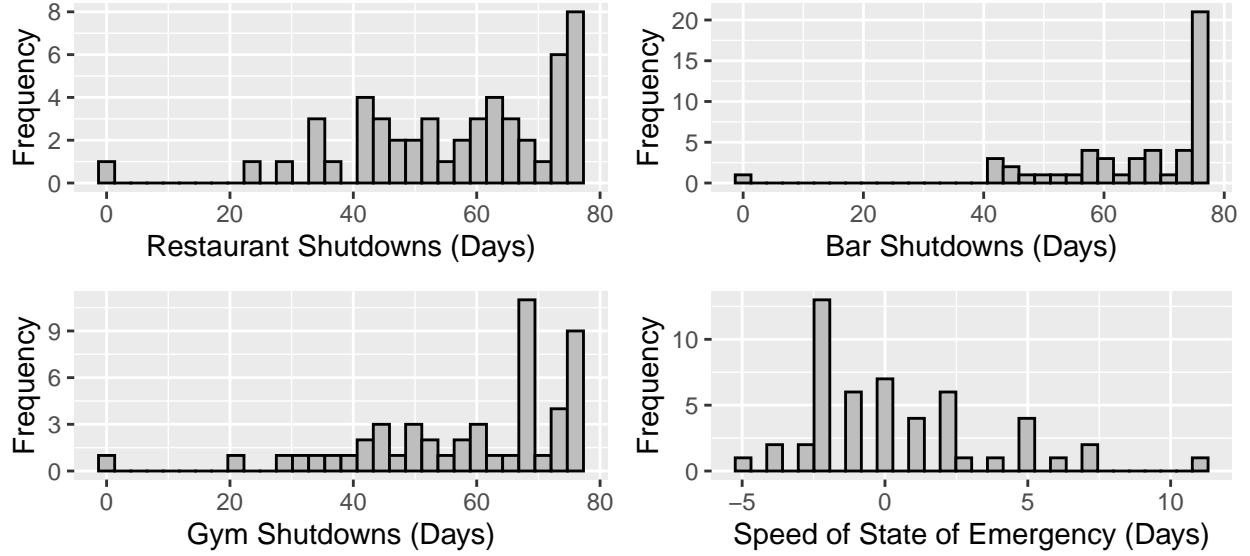 8
6
4
2
0
Frequency
0 20 40 60 80
Restaurant Shutdowns (Days)
20
15
10
5
0
Frequency
0 20 40 60 80
Bar Shutdowns (Days)
9
6
3
0
Frequency
0 20 40 60 80
Gym Shutdowns (Days)
10
5
0
Frequency
−5 0 5 10
Speed of State of Emergency (Days)